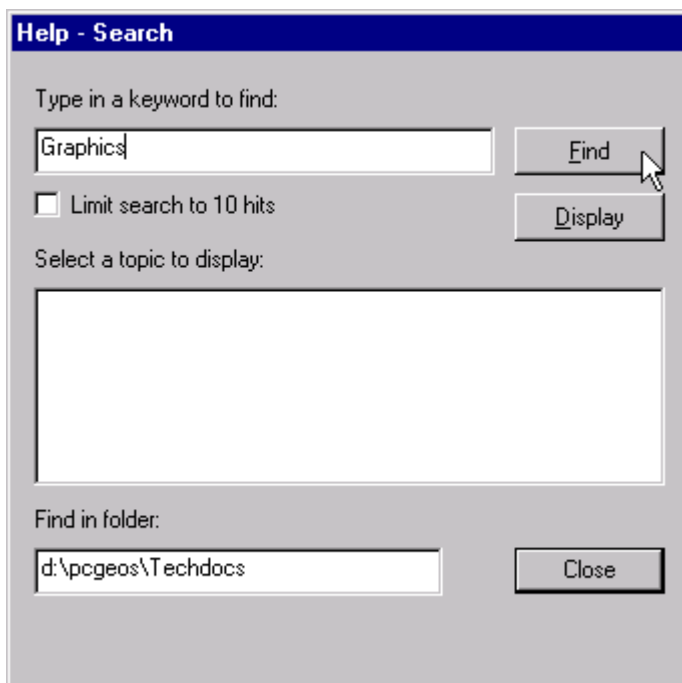 Help - Search
Type in a keyword to find:
Graphics
Find
Limit search to 10 hits
Display
Select a topic to display:
Find in folder:
d:\pcgeos\Techdocs
Close